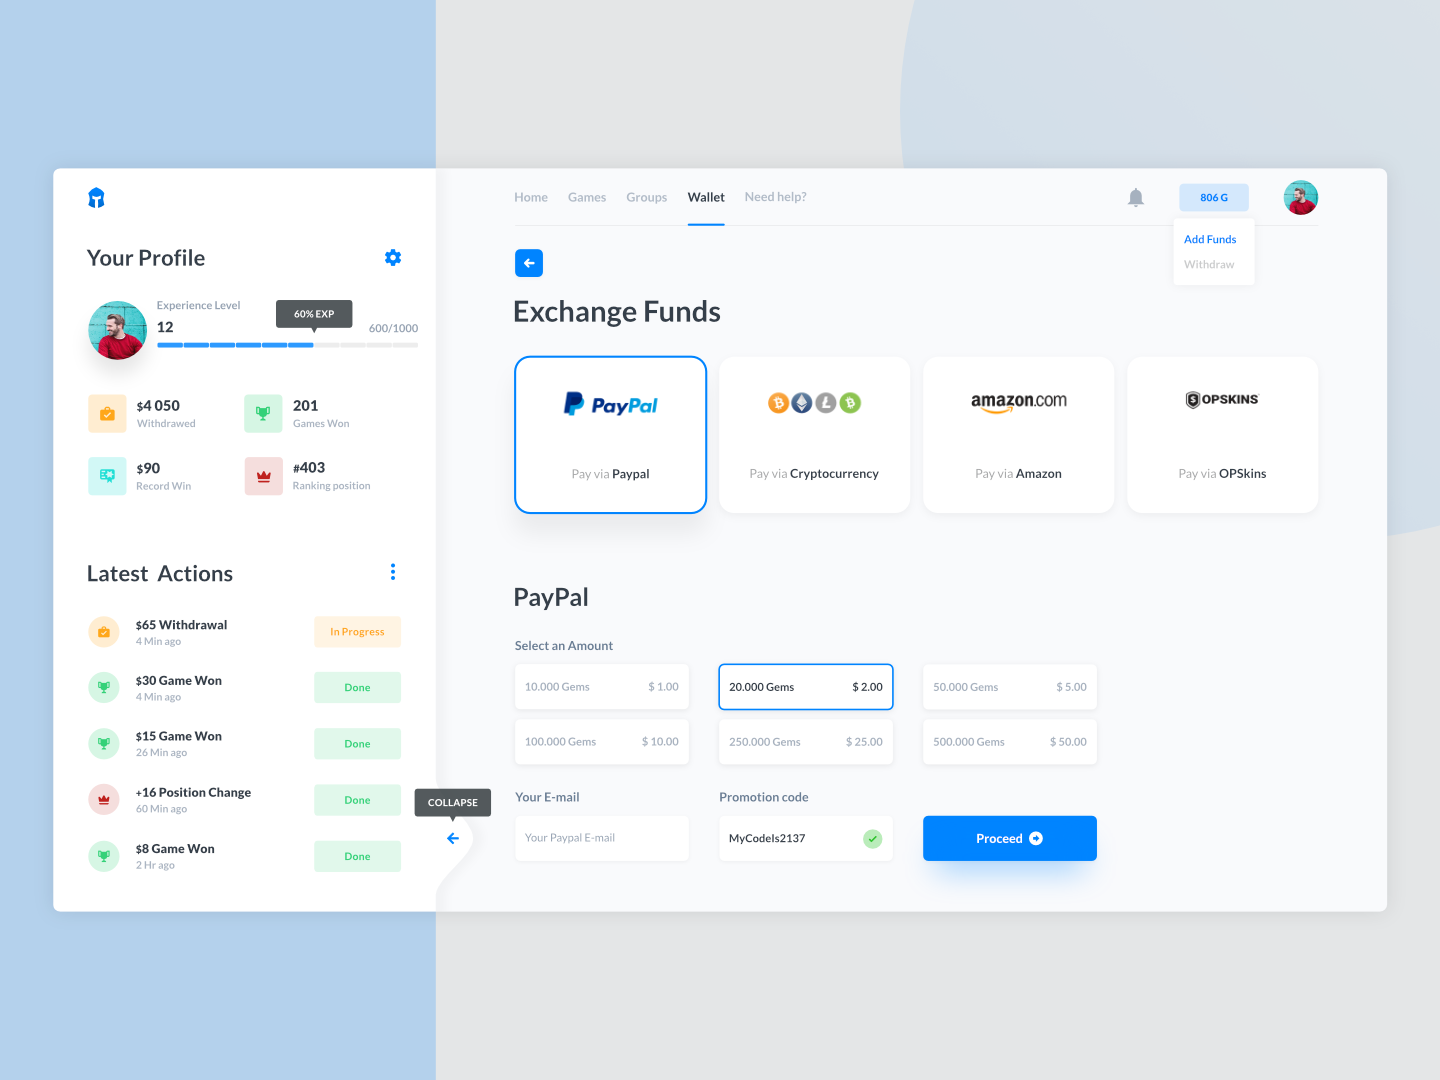 Your Profile
Experience Level
12
60% EXP
600/1000
$4 050
Withdrawed
201
Games Won
$90
Record Win
#403
Ranking position
Latest Actions
$65 Withdrawal
4 Min ago
In Progress
$30 Game Won
4 Min ago
Done
$15 Game Won
26 Min ago
Done
+16 Position Change
60 Min ago
Done
$8 Game Won
2 Hr ago
Done
COLLAPSE
Home Games Groups Wallet Need help?
806 G
Add Funds
Withdraw
Exchange Funds
PayPal
Pay via Paypal
Pay via Cryptocurrency
amazon.com
Pay via Amazon
OPSKINS
Pay via OPSkins
PayPal
Select an Amount
10.000 Gems $ 1.00
20.000 Gems $ 2.00
50.000 Gems $ 5.00
100.000 Gems $ 10.00
250.000 Gems $ 25.00
500.000 Gems $ 50.00
Your E-mail
Your Paypal E-mail
Promotion code
MyCodeIs2137
Proceed